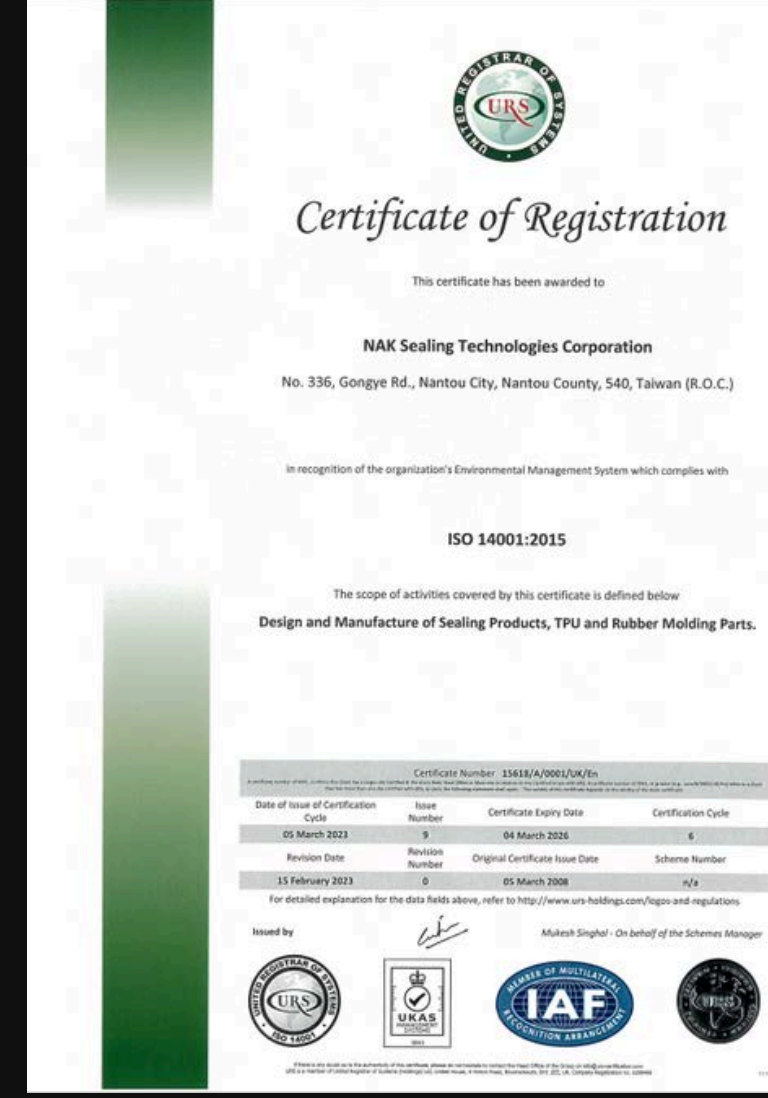 UNITED REGISTRAR OF SYSTEMS
URS
Certificate of Registration
This certificate has been awarded to
NAK Sealing Technologies Corporation
No. 336, Gongye Rd., Nantou City, Nantou County, 540, Taiwan (R.O.C.)
in recognition of the organization's Environmental Management System which complies with
ISO 14001:2015
The scope of activities covered by this certificate is defined below
Design and Manufacture of Sealing Products, TPU and Rubber Molding Parts.
Certificate Number 15618/A/0001/UK/En
Date of Issue of Certification Cycle Issue Number Certificate Expiry Date Certification Cycle
05 March 2023 9 04 March 2026 6
Revision Date Revision Number Original Certificate Issue Date Scheme Number
15 February 2023 0 05 March 2008 n/a
For detailed explanation for the data fields above, refer to http://www.urs-holdings.com/logos-and-regulations
Issued by Mukesh Singhal - On behalf of the Schemes Manager
UNITED REGISTRAR OF SYSTEMS
URS
ISO 14001
UKAS
MANAGEMENT
SYSTEMS
MEMBER OF MULTILATERAL
IAF
RECOGNITION ARRANGEMENT
URS